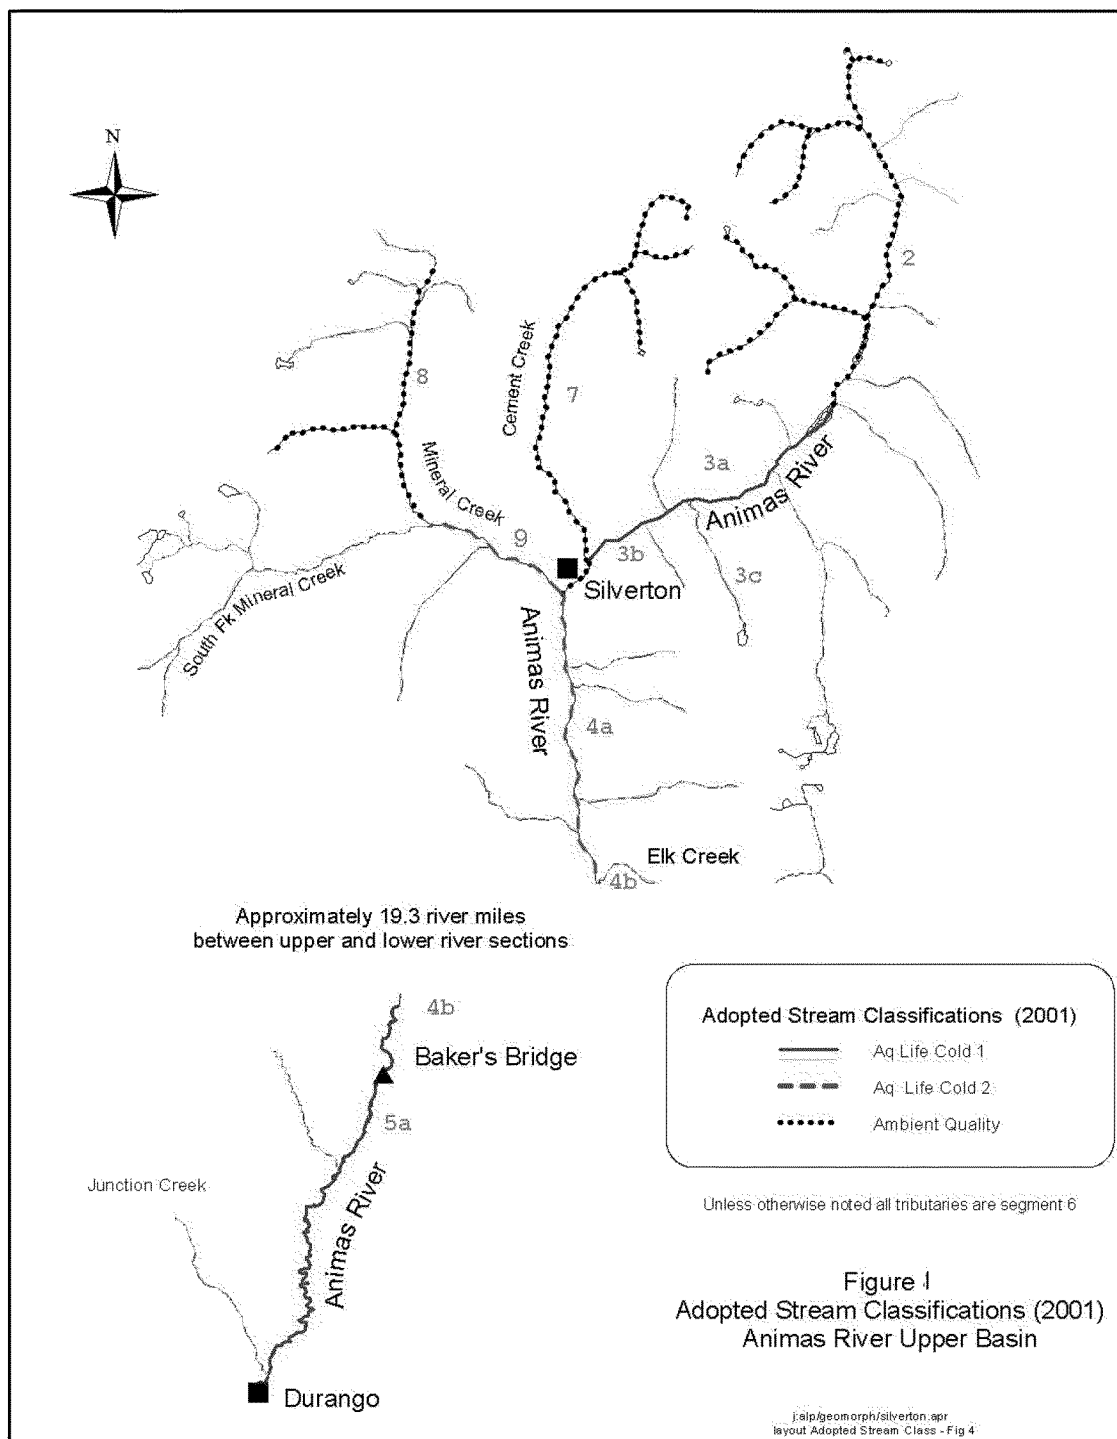 N
2
8
Cement Creek
7
Mineral Creek
3a
Animas River
9
3b
Silverton
3c
South Fk Mineral Creek
Animas River
4a
Elk Creek
4b
Approximately 19.3 river miles
between upper and lower river sections
4b
Baker's Bridge
5a
Junction Creek
Animas River
Durango
Adopted Stream Classifications (2001)
Aq Life Cold 1
Aq Life Cold 2
Ambient Quality
Unless otherwise noted all tributaries are segment 6
Figure 1
Adopted Stream Classifications (2001)
Animas River Upper Basin
j:alp/geomorph/silverton.apr
layout Adopted Stream Class - Fig 4